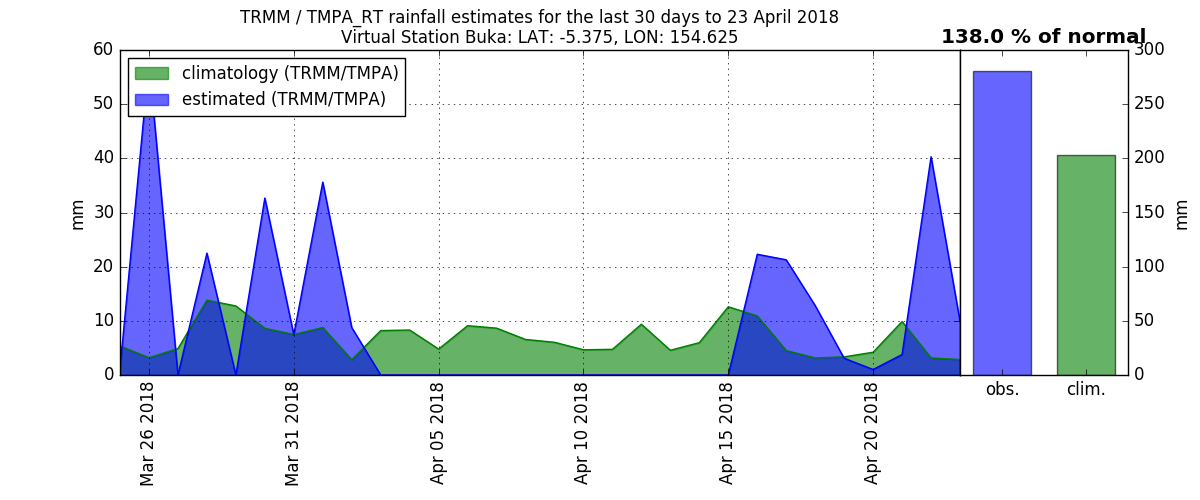 TRMM / TMPA_RT rainfall estimates for the last 30 days to 23 April 2018
Virtual Station Buka: LAT: -5.375, LON: 154.625
138.0 % of normal
climatology (TRMM/TMPA)
estimated (TRMM/TMPA)
mm
60
50
40
30
20
10
0
Mar 26 2018
Mar 31 2018
Apr 05 2018
Apr 10 2018
Apr 15 2018
Apr 20 2018
obs.
clim.
300
250
200
150
100
50
0
mm